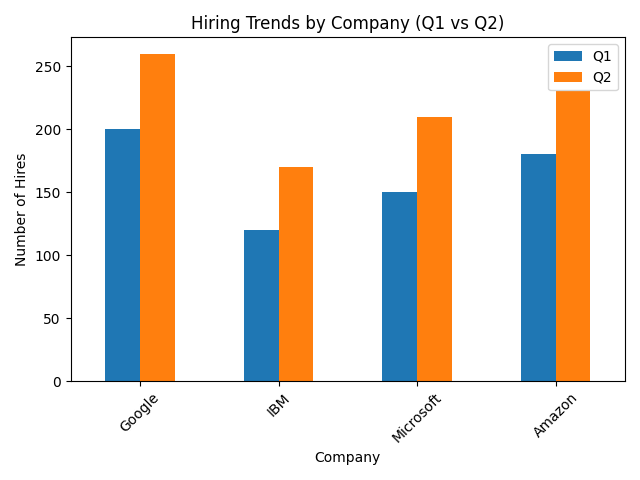 Hiring Trends by Company (Q1 vs Q2)
Q1
Q2
Number of Hires
250
200
150
100
50
0
Google
IBM
Microsoft
Amazon
Company